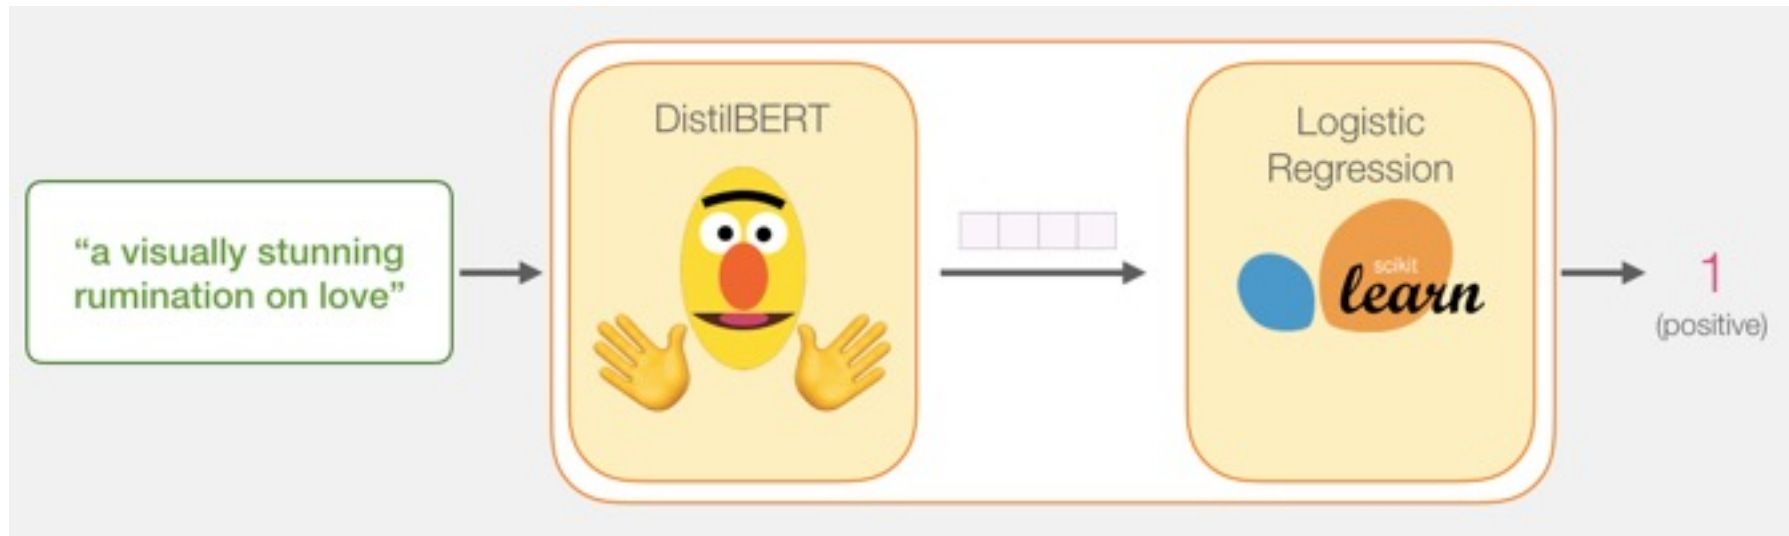 “a visually stunning
rumination on love”
DistilBERT
Logistic
Regression
scikit
learn
1
(positive)